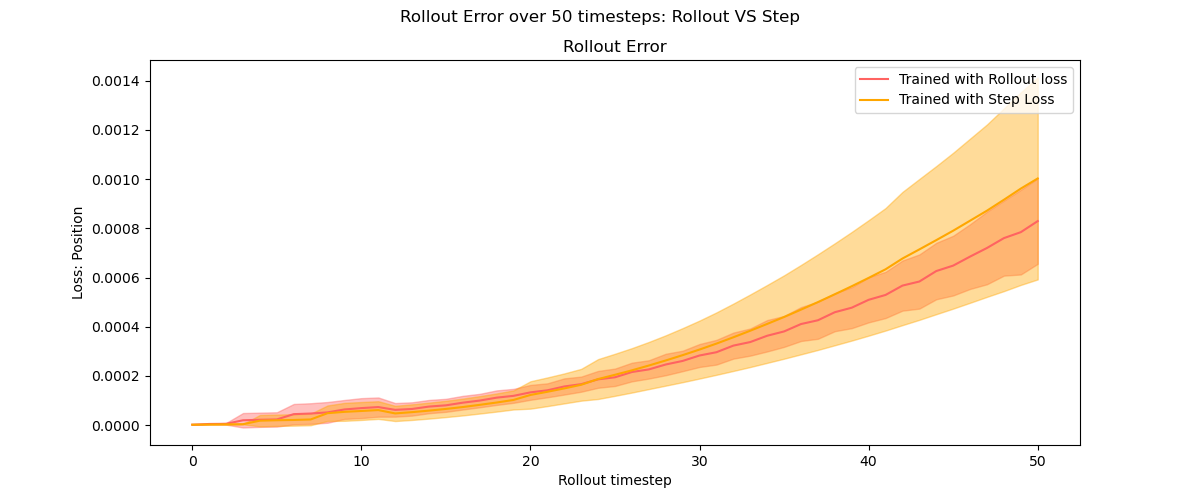 Rollout Error over 50 timesteps: Rollout VS Step
Rollout Error
Trained with Rollout loss
Trained with Step Loss
0.0014
0.0012
0.0010
0.0008
0.0006
0.0004
0.0002
0.0000
Loss: Position
0 10 20 30 40 50
Rollout timestep